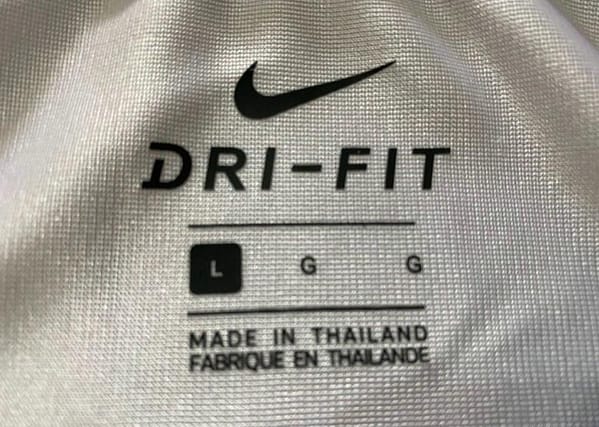 DRI-FIT
L G G
MADE IN THAILAND
FABRIQUE EN THAILANDE